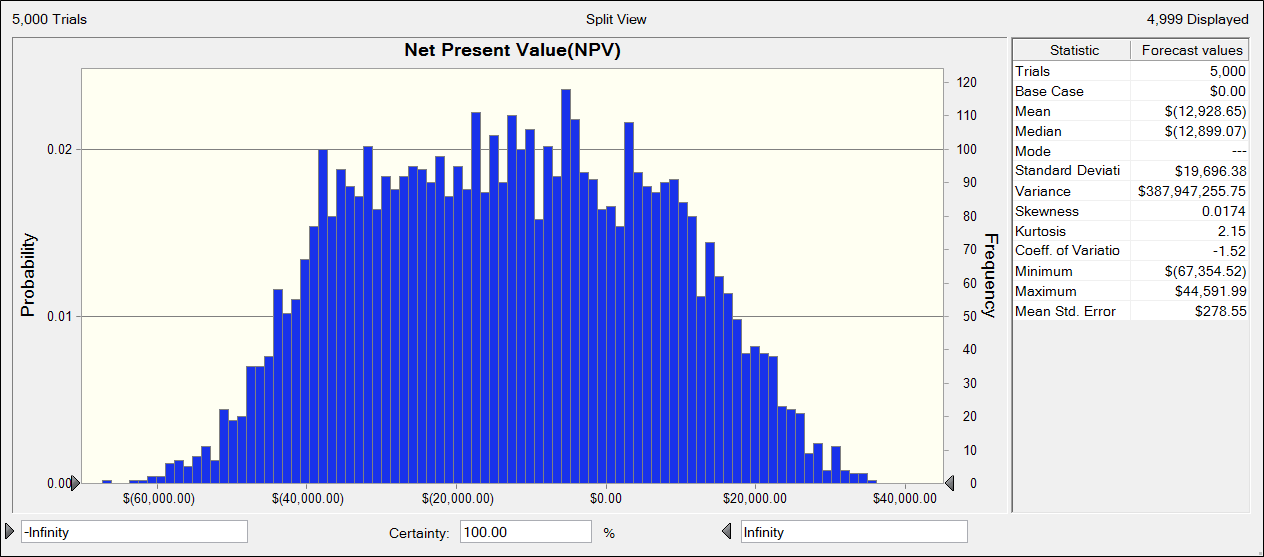 5,000 Trials Split View 4,999 Displayed
Net Present Value(NPV)
Probability
0.02
0.01
0.00
120
110
100
90
80
70
60
50
40
30
20
10
0
Frequency
$(60,000.00) $(40,000.00) $(20,000.00) $0.00 $20,000.00 $40,000.00
Statistic Forecast values
Trials 5,000
Base Case $0.00
Mean $(12,928.65)
Median $(12,899.07)
Mode ---
Standard Deviati $19,696.38
Variance $387,947,255.75
Skewness 0.0174
Kurtosis 2.15
Coeff. of Variatio -1.52
Minimum $(67,354.52)
Maximum $44,591.99
Mean Std. Error $278.55
-Infinity Certainty: 100.00 % Infinity